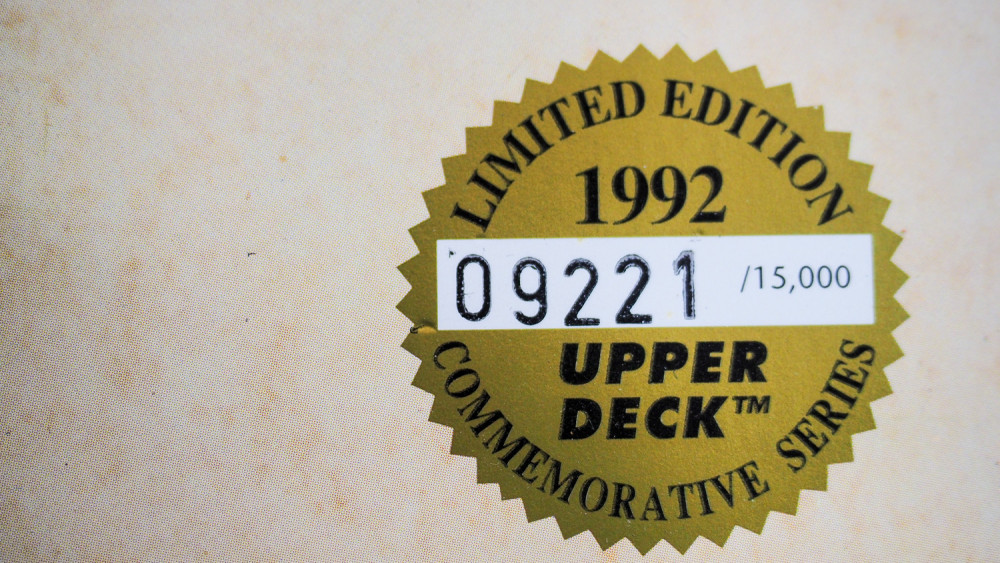 LIMITED EDITION
1992
09221 /15,000
UPPER
DECK™
COMMEMORATIVE SERIES